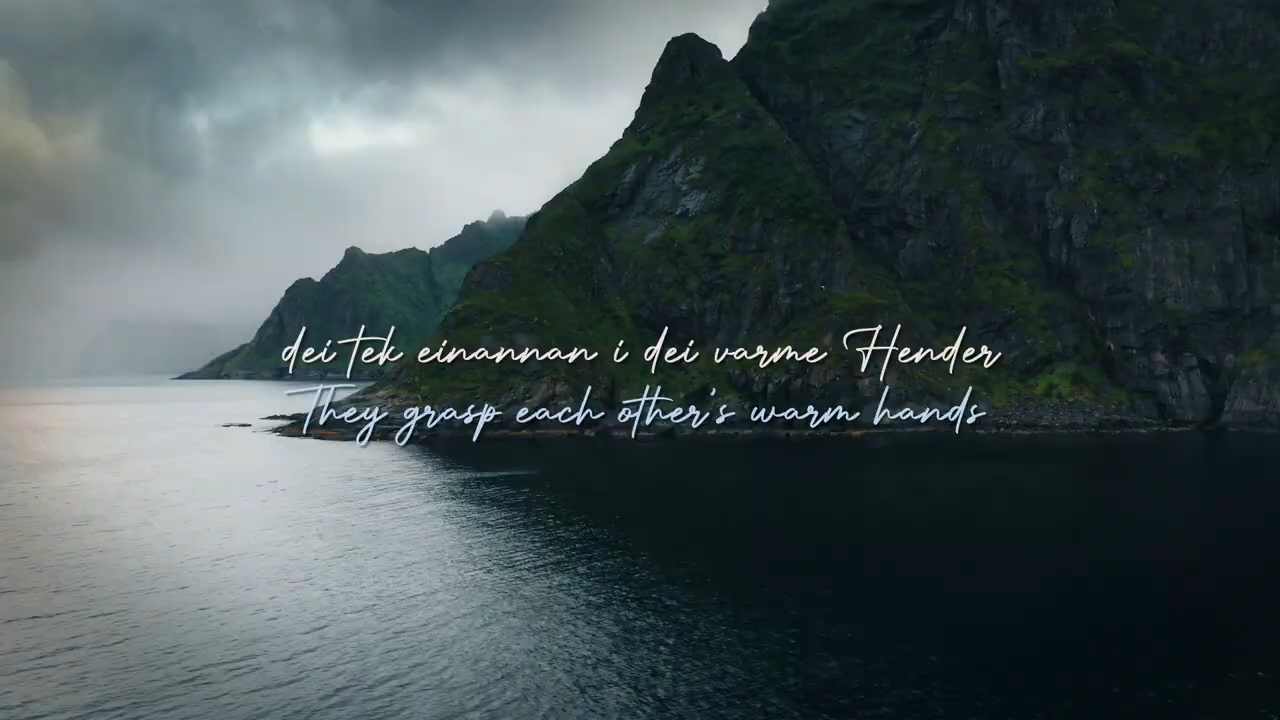 dei tek einannan i dei varme Hender
They grasp each other's warm hands